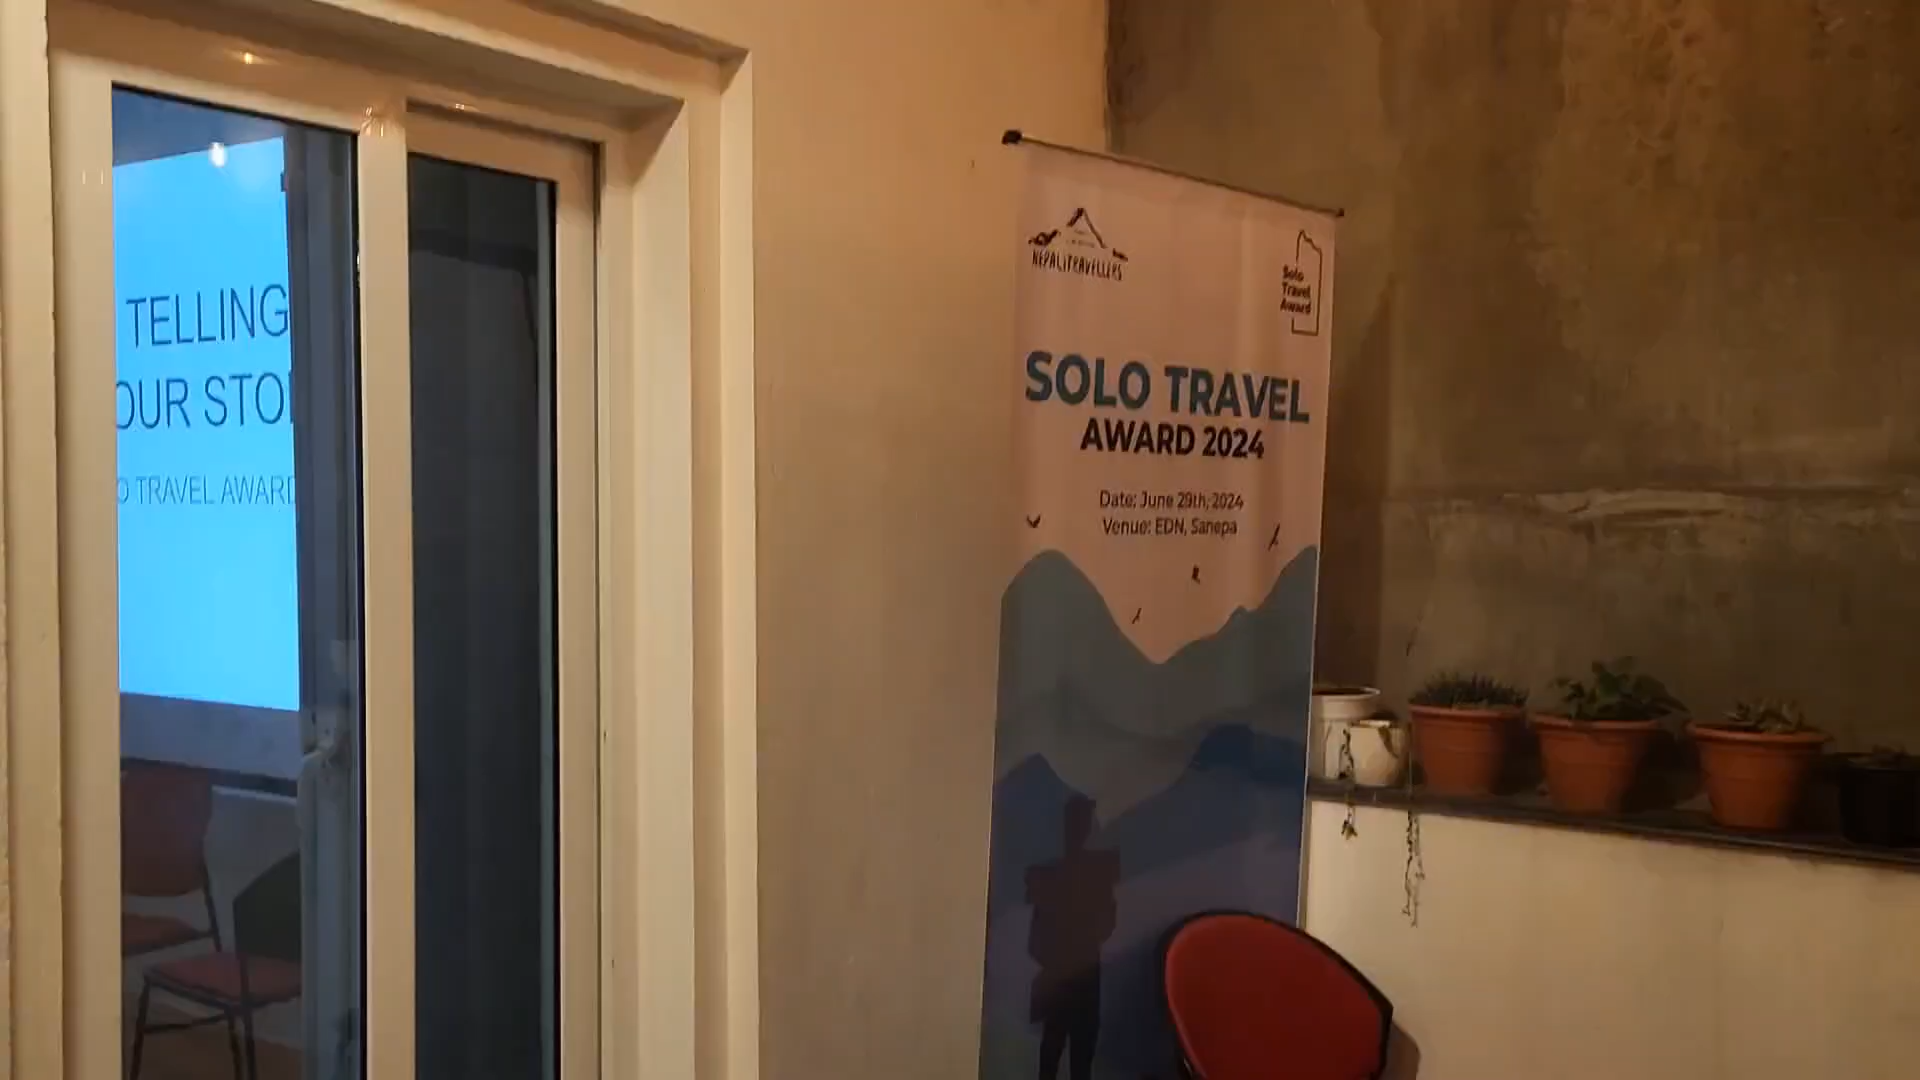 TELLING
OUR STO
O TRAVEL AWARD
NEPALITRAVELLERS
Solo
Travel
Award
SOLO TRAVEL
AWARD 2024
Date: June 29th, 2024
Venue: EDN, Sanepa